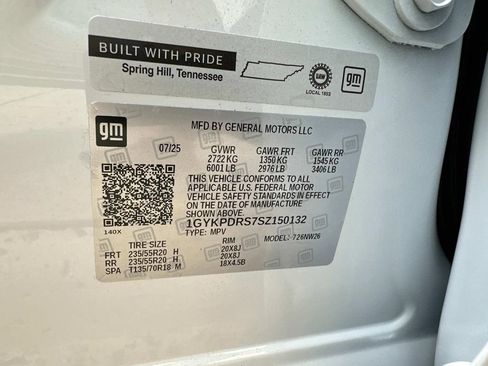 BUILT WITH PRIDE
Spring Hill, Tennessee
UAW
LOCAL 1853
gm
gm
MFD BY GENERAL MOTORS LLC
07/25 GVWR GAWR FRT GAWR RR
2722 KG 1350 KG 1545 KG
6001 LB 2976 LB 3406 LB
THIS VEHICLE CONFORMS TO ALL
APPLICABLE U.S. FEDERAL MOTOR
VEHICLE SAFETY STANDARDS IN EFFECT
ON THE DATE OF MANUFACTURE
SHOWN ABOVE.
1GYKPDRS7SZ150132
140X
TYPE: MPV MODEL: 726NW26
TIRE SIZE RIM
FRT 235/55R20 H 20X8J
RR 235/55R20 H 20X8J
SPA T135/70R18 M 18X4.5B